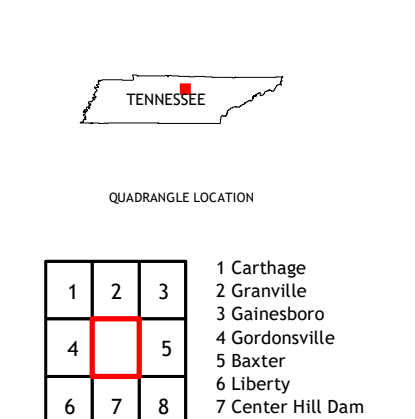 TENNESSEE
QUADRANGLE LOCATION
1 2 3
4 5
6 7 8
1 Carthage
2 Granville
3 Gainesboro
4 Gordonsville
5 Baxter
6 Liberty
7 Center Hill Dam